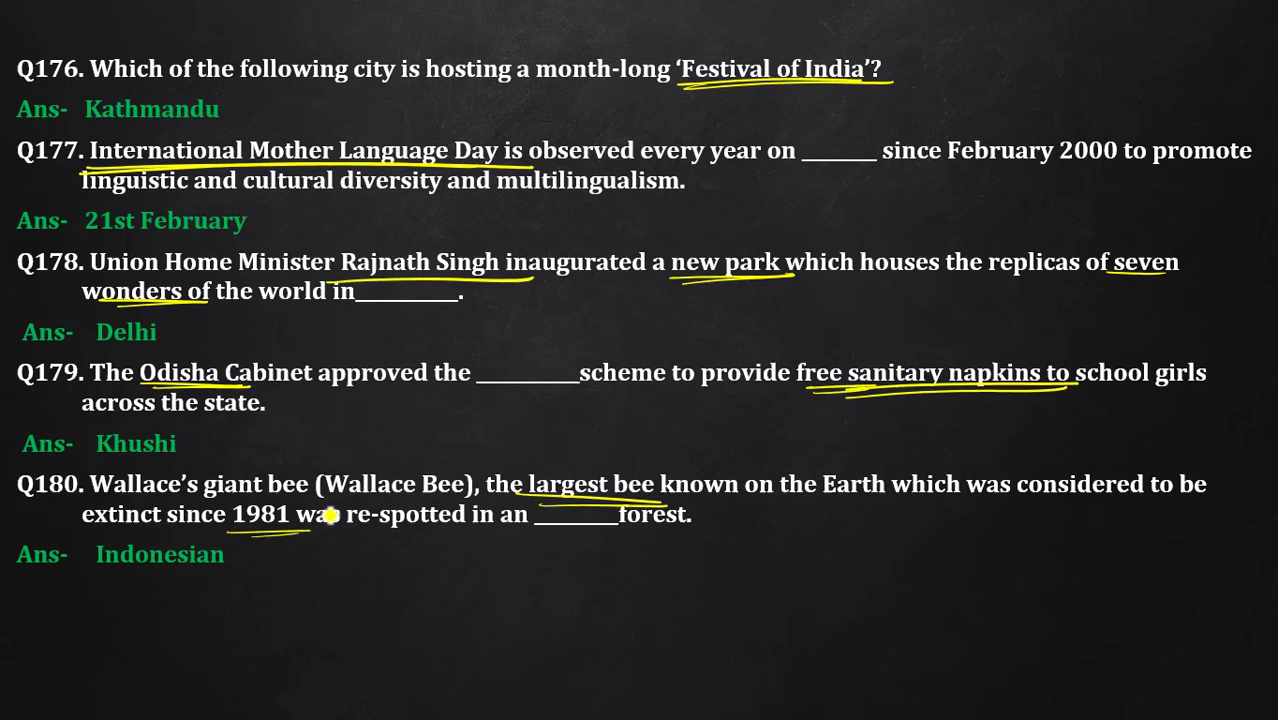 Q176. Which of the following city is hosting a month-long ‘Festival of India’?
Ans- Kathmandu
Q177. International Mother Language Day is observed every year on ______ since February 2000 to promote
linguistic and cultural diversity and multilingualism.
Ans- 21st February
Q178. Union Home Minister Rajnath Singh inaugurated a new park which houses the replicas of seven
wonders of the world in________.
Ans- Delhi
Q179. The Odisha Cabinet approved the ________scheme to provide free sanitary napkins to school girls
across the state.
Ans- Khushi
Q180. Wallace’s giant bee (Wallace Bee), the largest bee known on the Earth which was considered to be
extinct since 1981 was re-spotted in an _______forest.
Ans- Indonesian